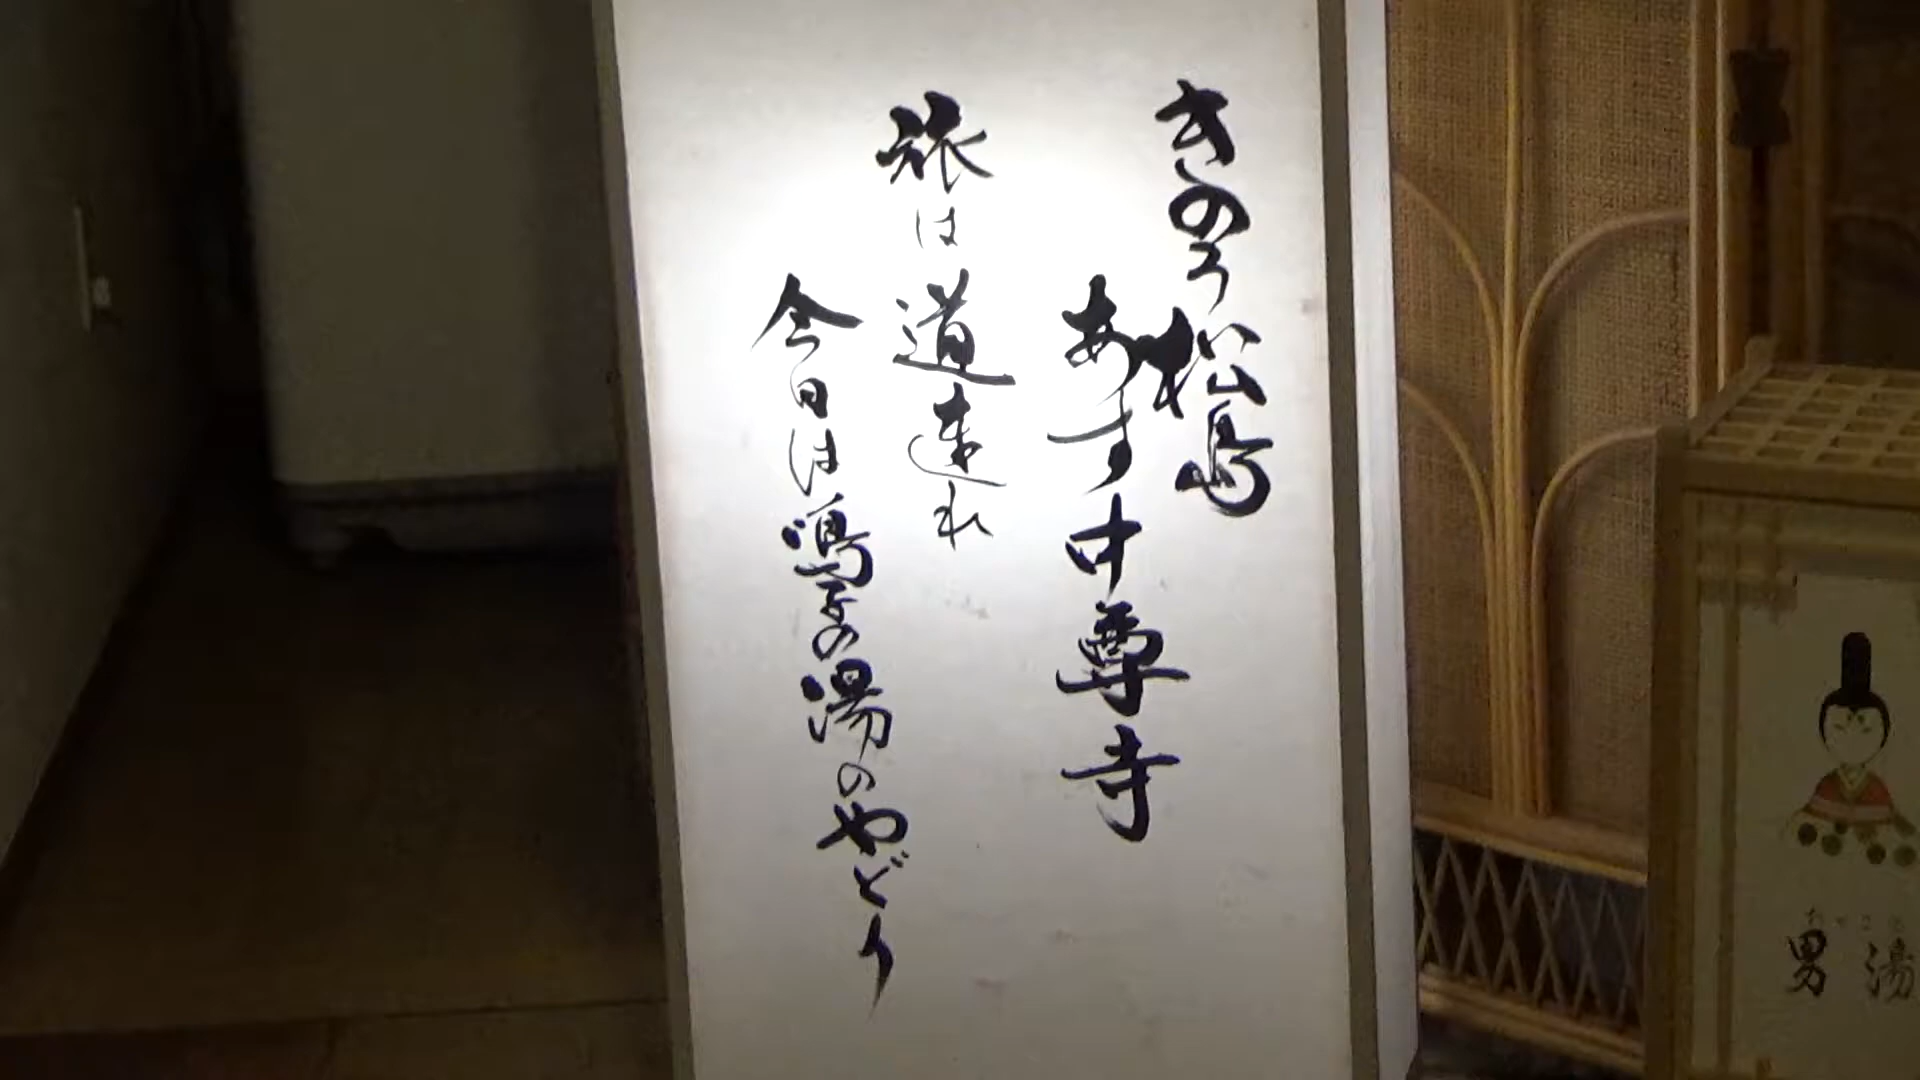 きのう松島
あす中尊寺
旅は道連れ
今日は鳴子の湯のやどり
男湯